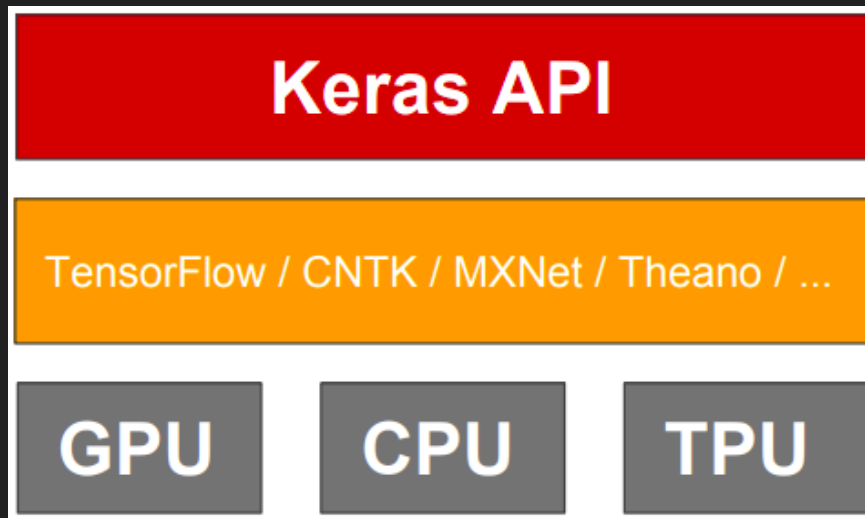 Keras API
TensorFlow / CNTK / MXNet / Theano / ...
GPU CPU TPU